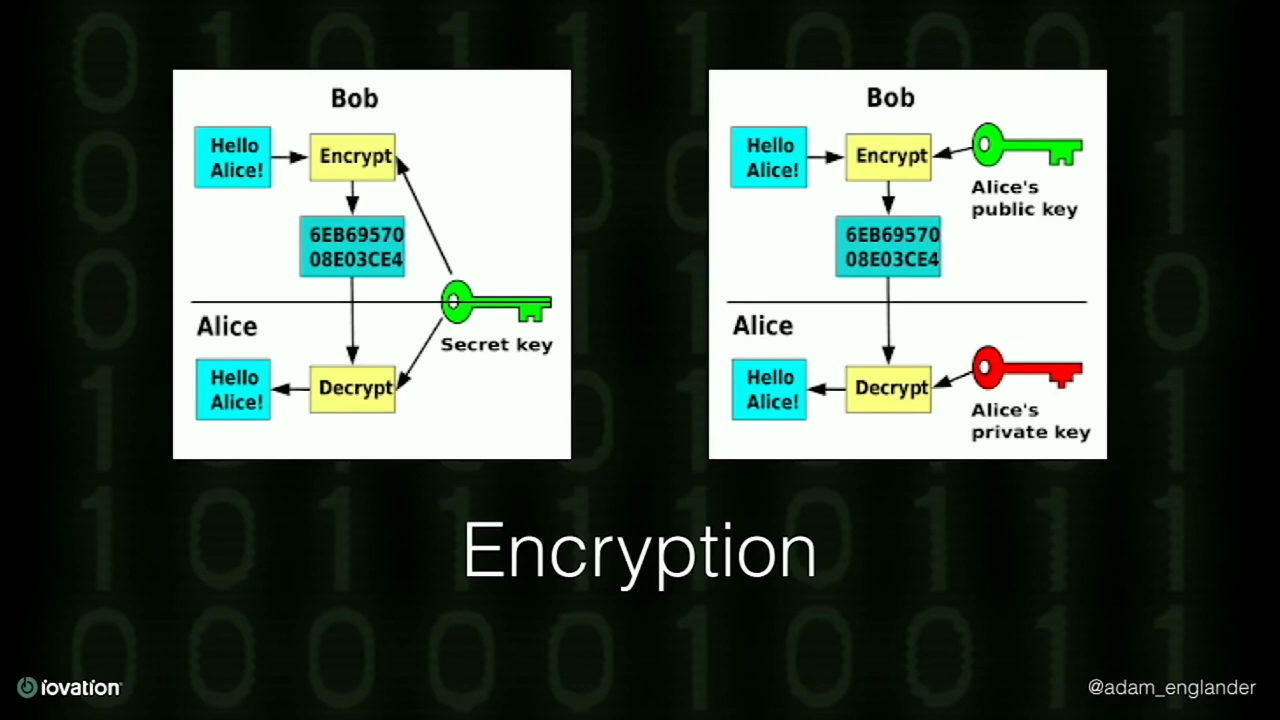 Bob
Hello
Alice!
Encrypt
6EB69570
08E03CE4
Alice
Secret key
Hello
Alice!
Decrypt
Bob
Hello
Alice!
Encrypt
Alice's
public key
6EB69570
08E03CE4
Alice
Hello
Alice!
Decrypt
Alice's
private key
Encryption
iovation
@adam_englander